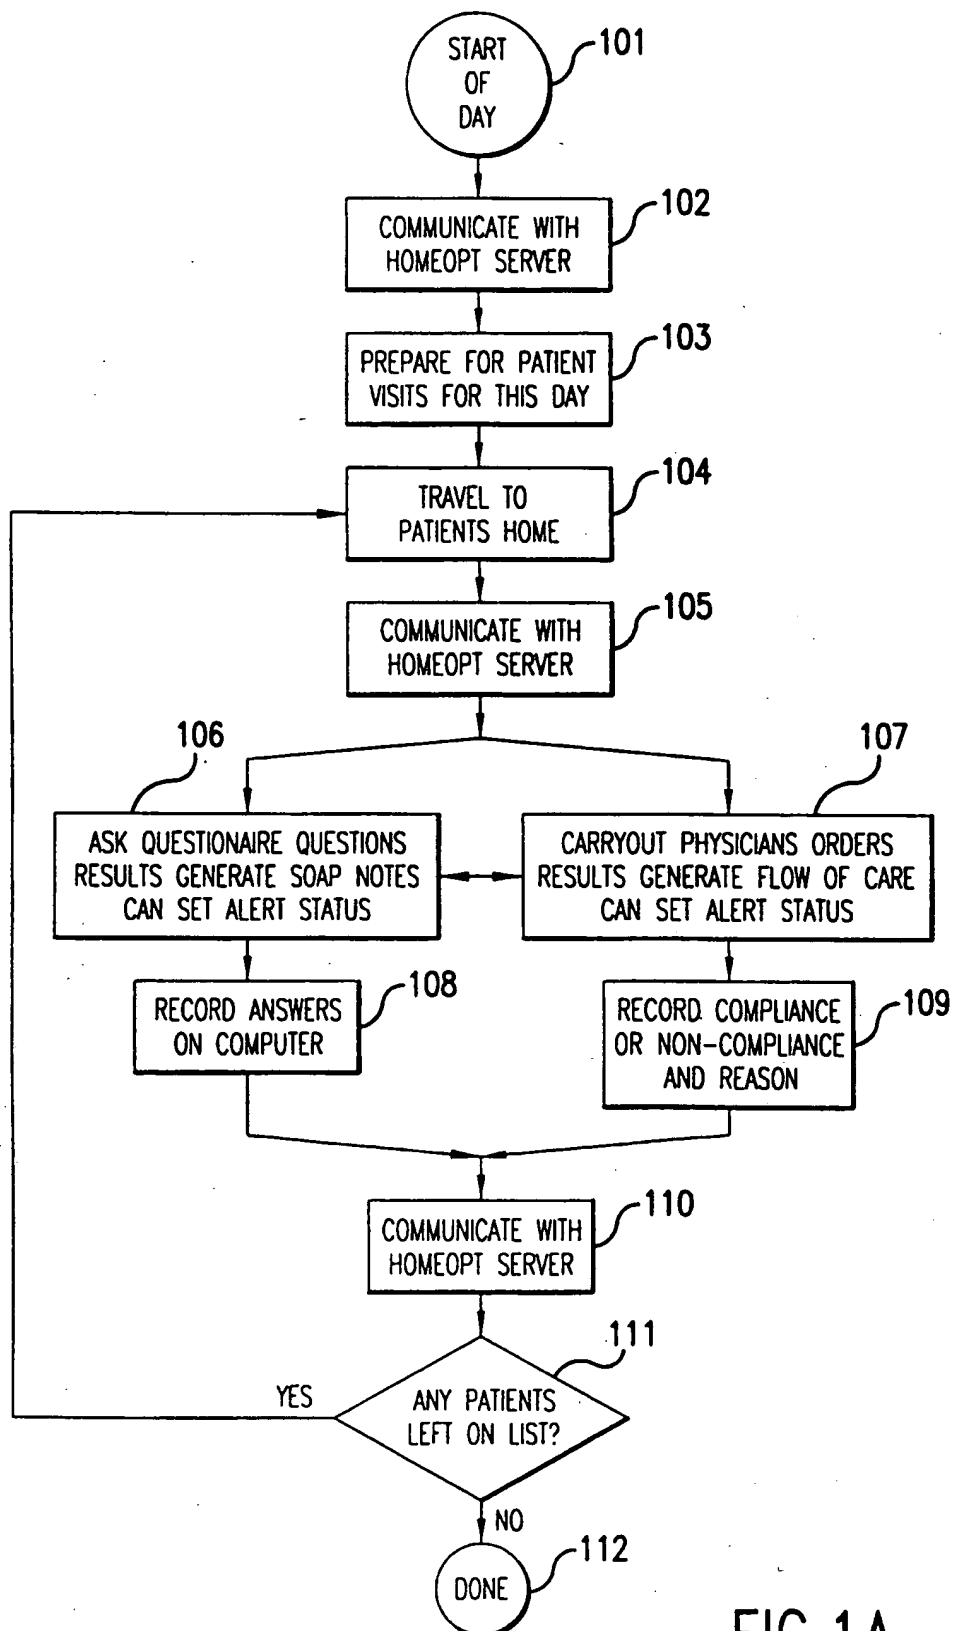 START
OF
DAY
101
COMMUNICATE WITH
HOMEOPT SERVER
102
PREPARE FOR PATIENT
VISITS FOR THIS DAY
103
TRAVEL TO
PATIENTS HOME
104
COMMUNICATE WITH
HOMEOPT SERVER
105
106
ASK QUESTIONAIRE QUESTIONS
RESULTS GENERATE SOAP NOTES
CAN SET ALERT STATUS
107
CARRYOUT PHYSICIANS ORDERS
RESULTS GENERATE FLOW OF CARE
CAN SET ALERT STATUS
RECORD ANSWERS
ON COMPUTER
108
RECORD COMPLIANCE
OR NON-COMPLIANCE
AND REASON
109
COMMUNICATE WITH
HOMEOPT SERVER
110
111
ANY PATIENTS
LEFT ON LIST?
YES
NO
DONE
112
FIG. 1A